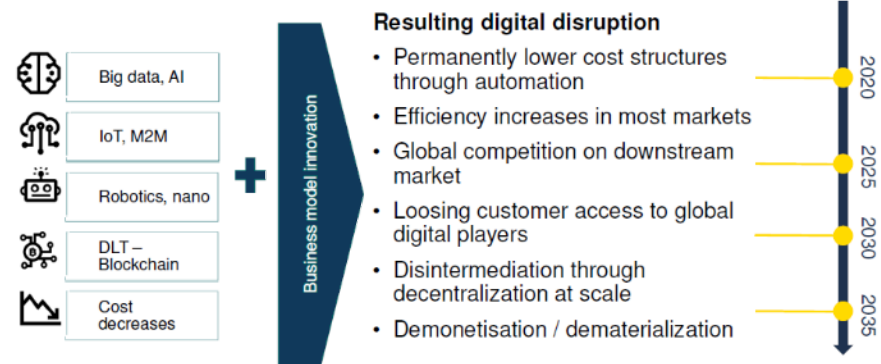 Big data, AI
IoT, M2M
Robotics, nano
DLT –
Blockchain
Cost
decreases
Business model innovation
Resulting digital disruption
• Permanently lower cost structures
through automation
• Efficiency increases in most markets
• Global competition on downstream
market
• Loosing customer access to global
digital players
• Disintermediation through
decentralization at scale
• Demonetisation / dematerialization
2020
2025
2030
2035